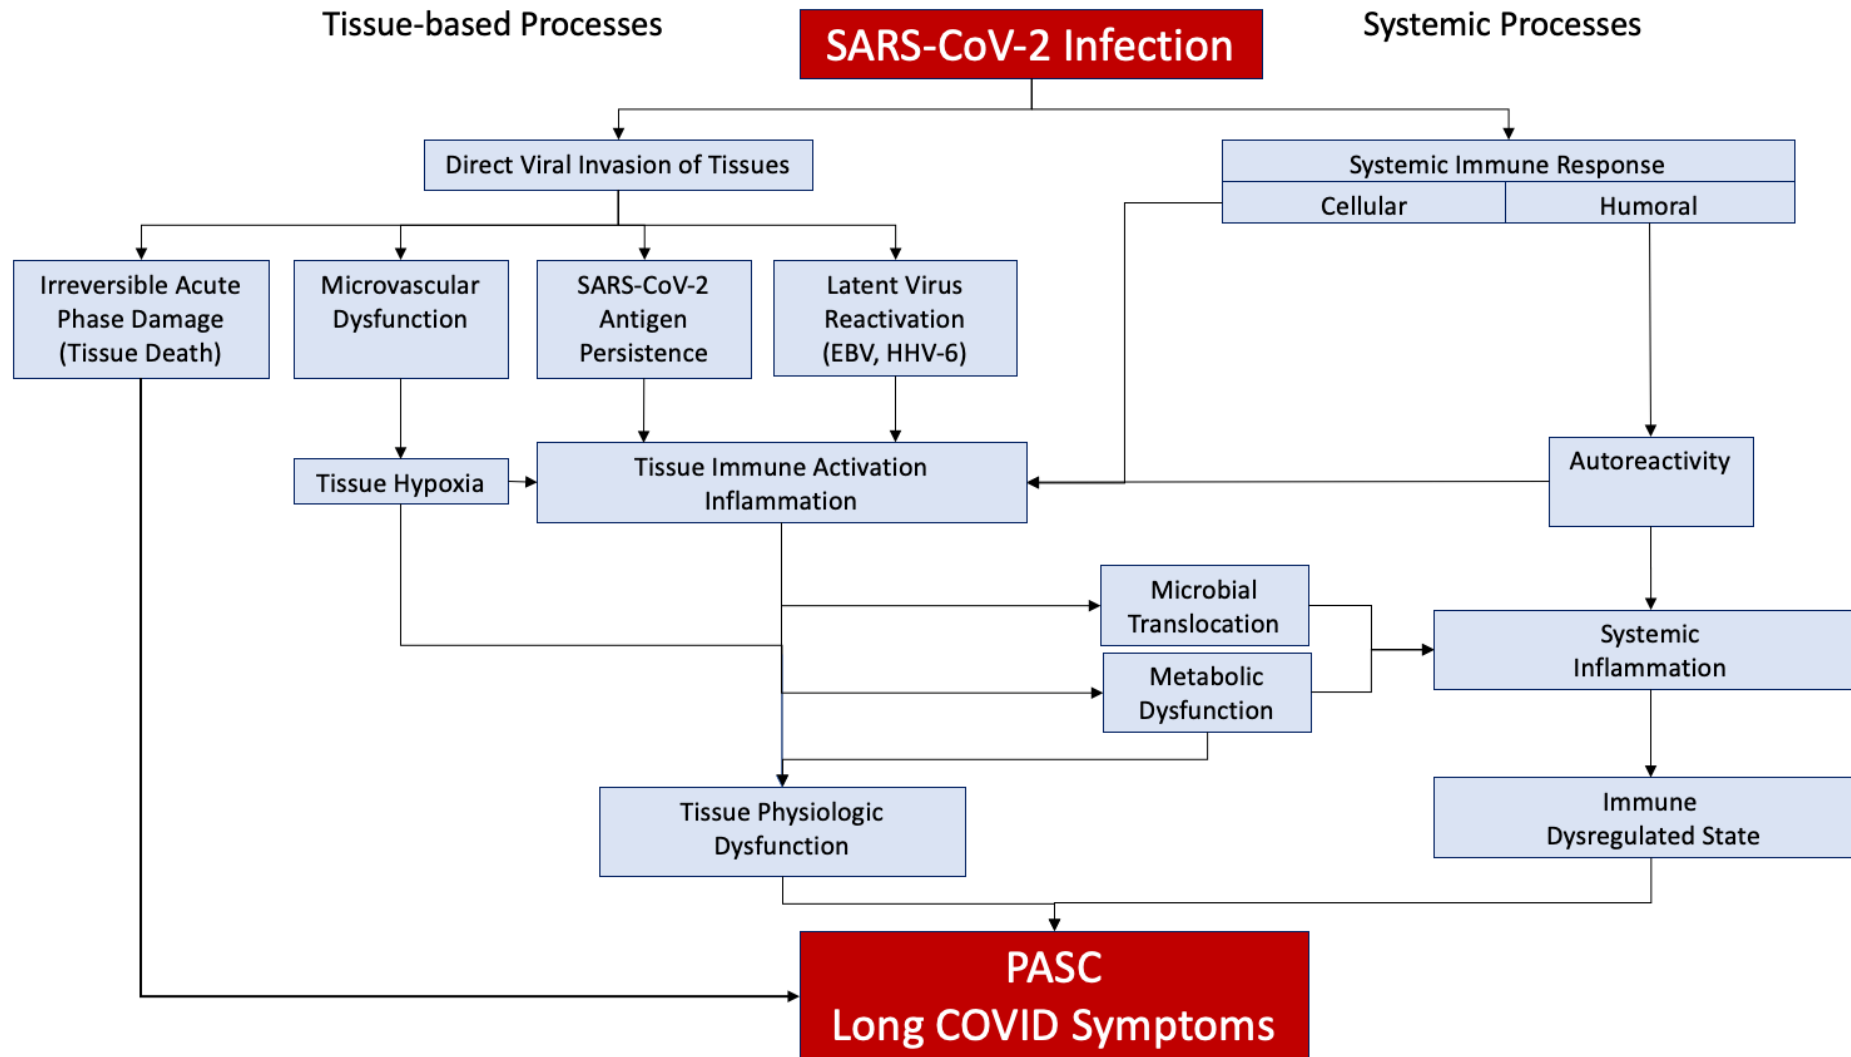 Tissue-based Processes
SARS-CoV-2 Infection
Systemic Processes
Direct Viral Invasion of Tissues
Systemic Immune Response
Cellular
Humoral
Irreversible Acute
Phase Damage
(Tissue Death)
Microvascular
Dysfunction
SARS-CoV-2
Antigen
Persistence
Latent Virus
Reactivation
(EBV, HHV-6)
Tissue Hypoxia
Tissue Immune Activation
Inflammation
Autoreactivity
Microbial
Translocation
Metabolic
Dysfunction
Systemic
Inflammation
Tissue Physiologic
Dysfunction
Immune
Dysregulated State
PASC
Long COVID Symptoms